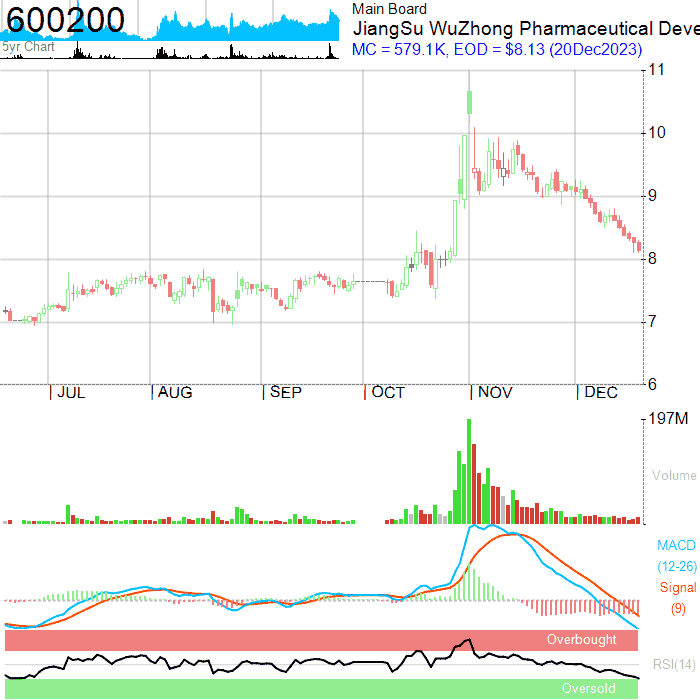 600200
5yr Chart
Main Board
JiangSu WuZhong Pharmaceutical Deve
MC = 579.1K, EOD = $8.13 (20Dec2023)
11
10
9
8
7
6
JUL AUG SEP OCT NOV DEC
197M
Volume
MACD
(12-26)
Signal
(9)
Overbought
RSI(14)
Oversold